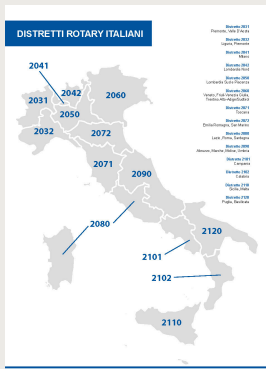 DISTRETTI ROTARY ITALIANI
Distretto 2031
Piemonte, Valle D'Aosta
Distretto 2032
Liguria, Piemonte
Distretto 2041
Milano
Distretto 2042
Lombardia Nord
Distretto 2050
Lombardia Sud e Piacenza
Distretto 2060
Veneto, Friuli Venezia Giulia,
Trentino Alto Adige/Südtirol
Distretto 2071
Toscana
Distretto 2072
Emilia Romagna, San Marino
Distretto 2080
Lazio, Roma, Sardegna
Distretto 2090
Abruzzo, Marche, Molise, Umbria
Distretto 2101
Campania
Distretto 2102
Calabria
Distretto 2110
Sicilia, Malta
Distretto 2120
Puglia, Basilicata
2041
2042
2031
2060
2050
2032
2072
2071
2090
2080
2120
2101
2102
2110